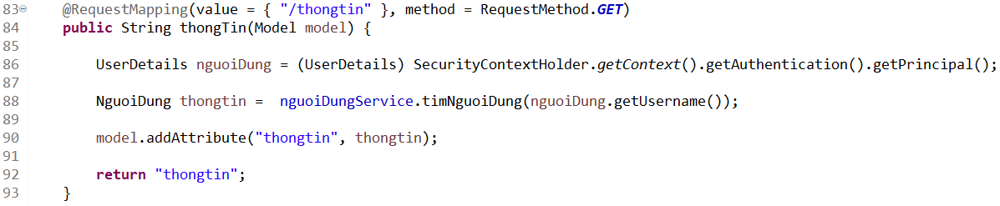 83 @RequestMapping(value = { "/thongtin" }, method = RequestMethod.GET)
84 public String thongTin(Model model) {
85
86 UserDetails nguoiDung = (UserDetails) SecurityContextHolder.getContext().getAuthentication().getPrincipal();
87
88 NguoiDung thongtin =  nguoiDungService.timNguoiDung(nguoiDung.getUsername());
89
90 model.addAttribute("thongtin", thongtin);
91
92 return "thongtin";
93 }